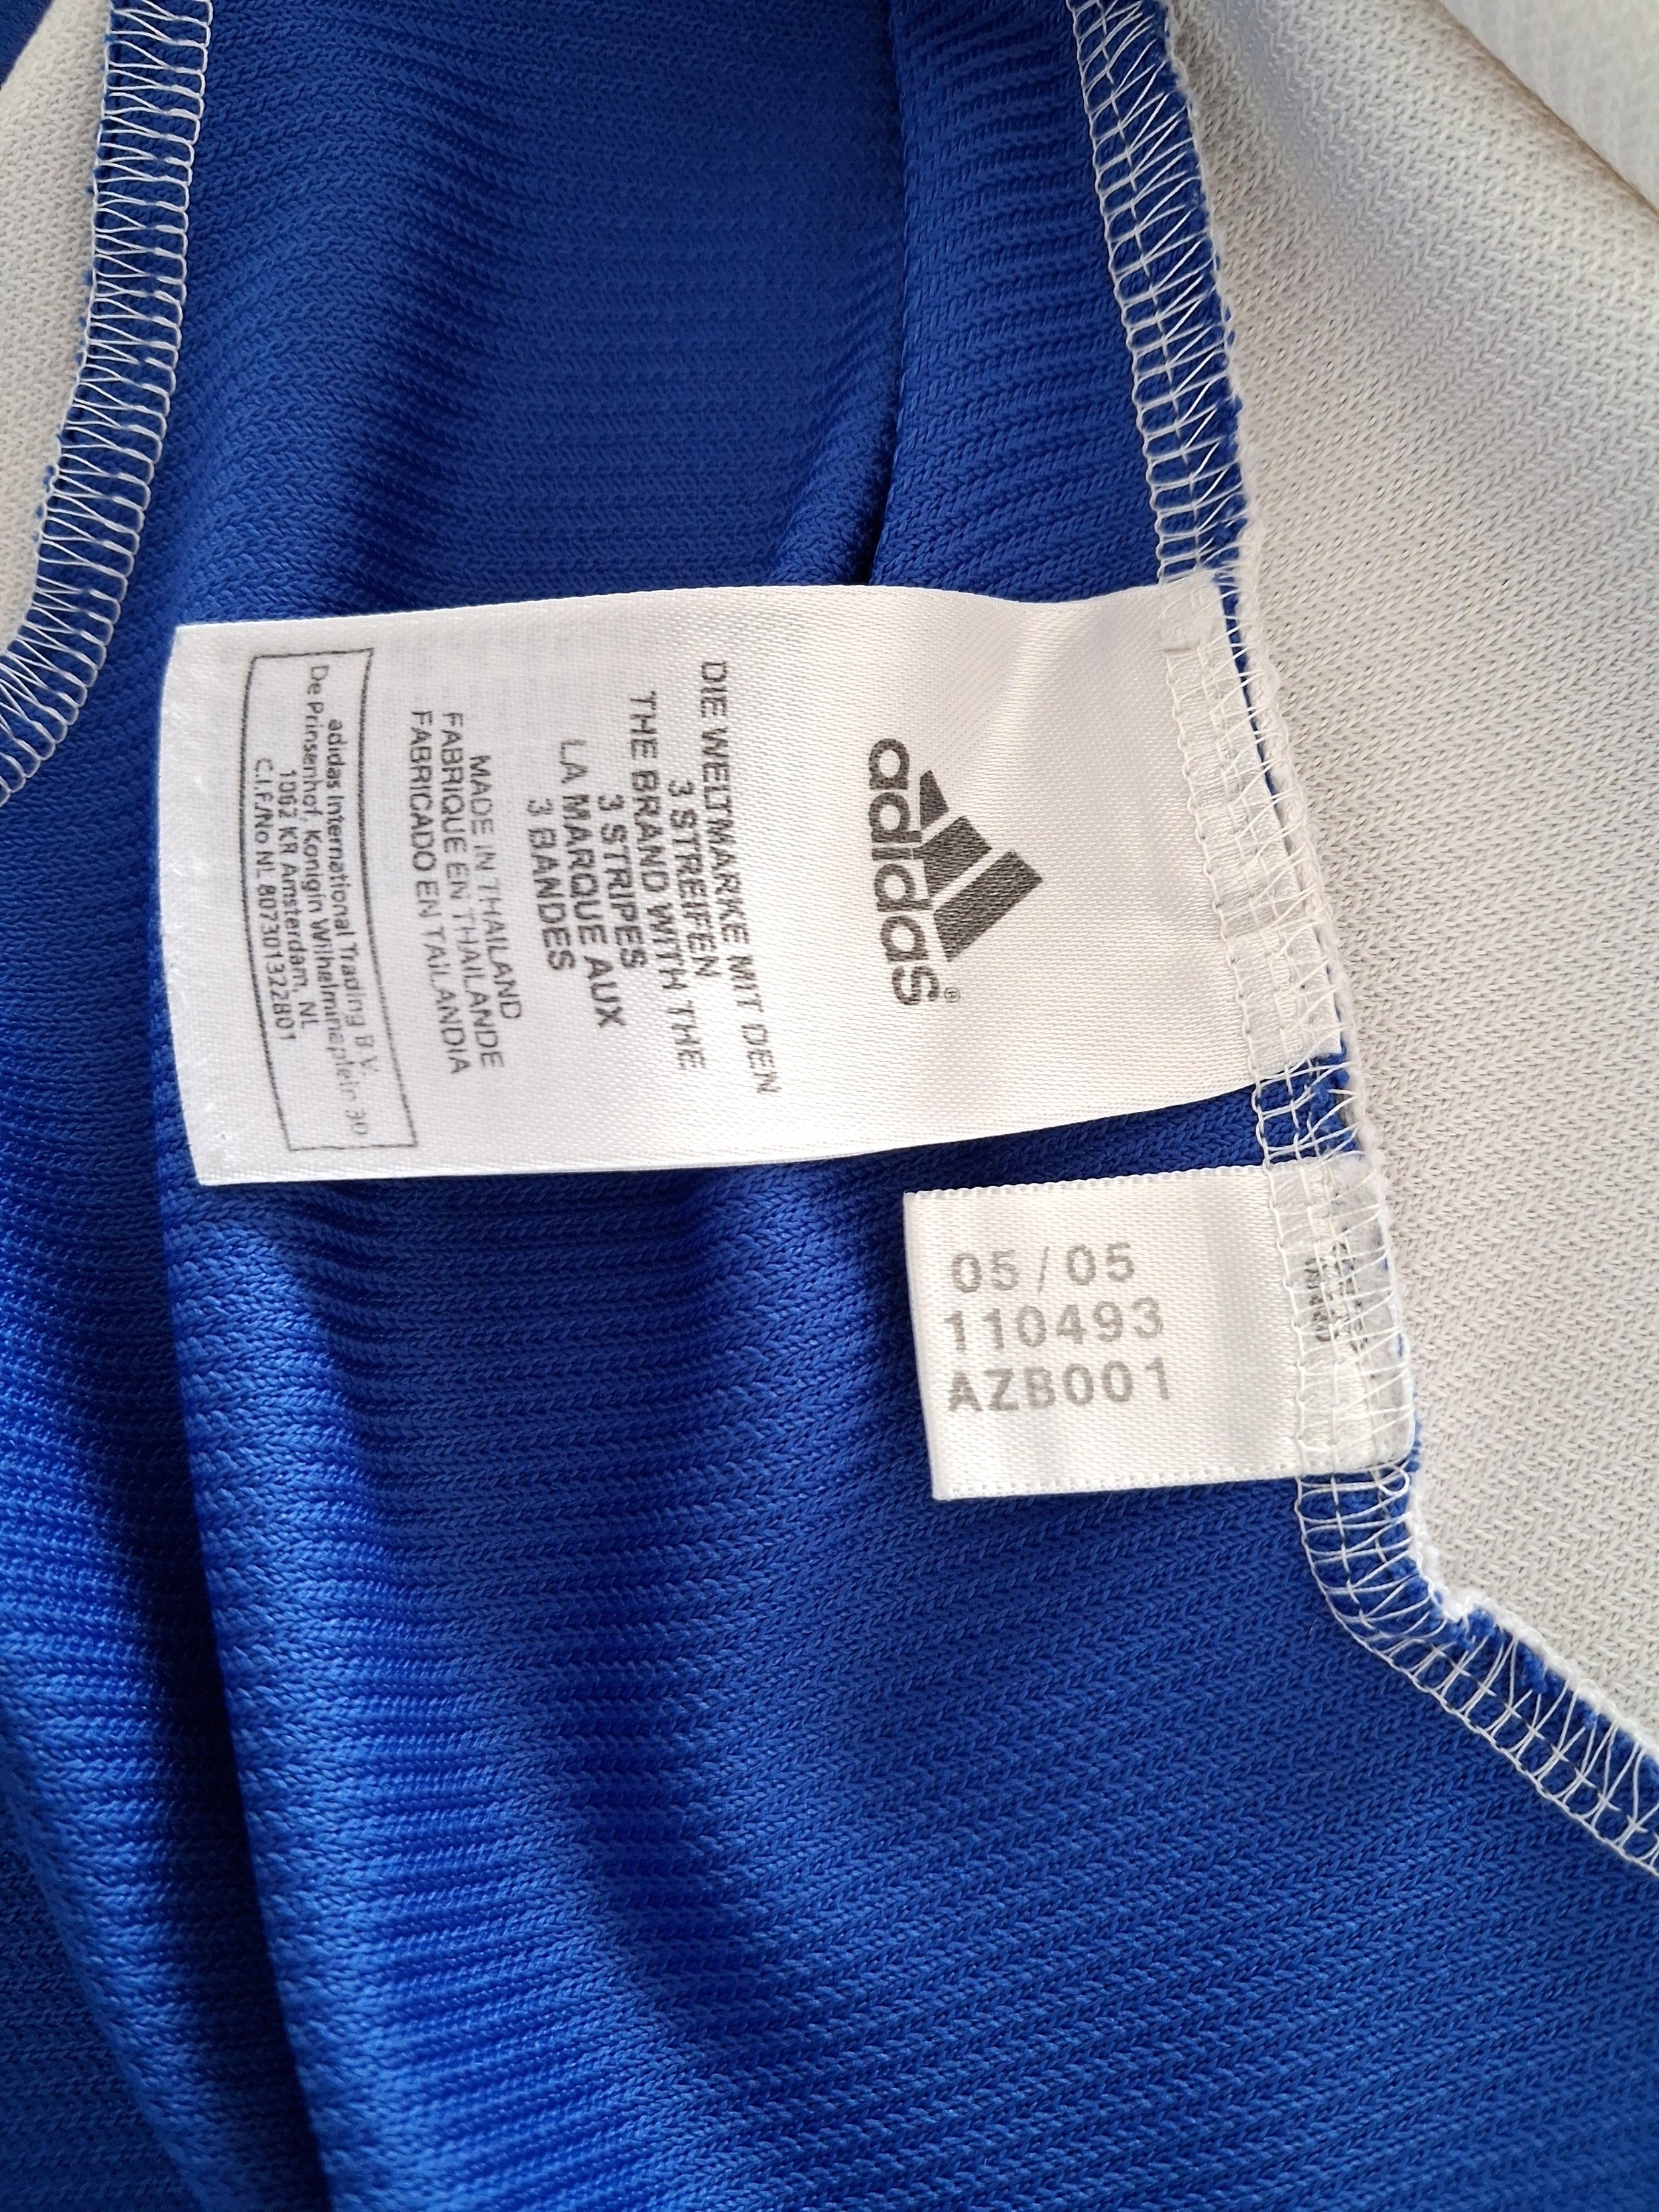 adidas®
DIE WELTMARKE MIT DEN
3 STREIFEN
THE BRAND WITH THE
3 STRIPES
LA MARQUE AUX
3 BANDES
MADE IN THAILAND
FABRIQUE EN THAILANDE
FABRICADO EN TAILANDIA
adidas International Trading B.V.
De Prinsenhof, Konigin Wilhelminaplein 30
1062 KR Amsterdam, NL
C.I.F/No NL 807301322B01
05/05
110493
AZB001